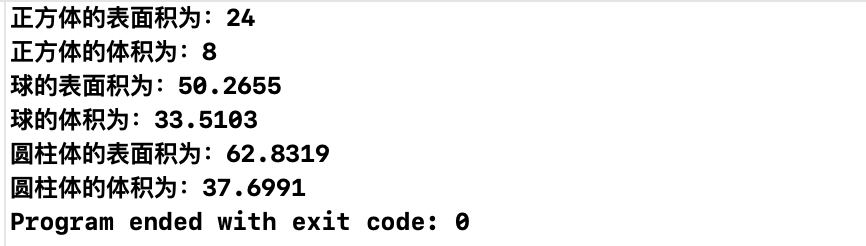 正方体的表面积为：24
正方体的体积为：8
球的表面积为：50.2655
球的体积为：33.5103
圆柱体的表面积为：62.8319
圆柱体的体积为：37.6991
Program ended with exit code: 0